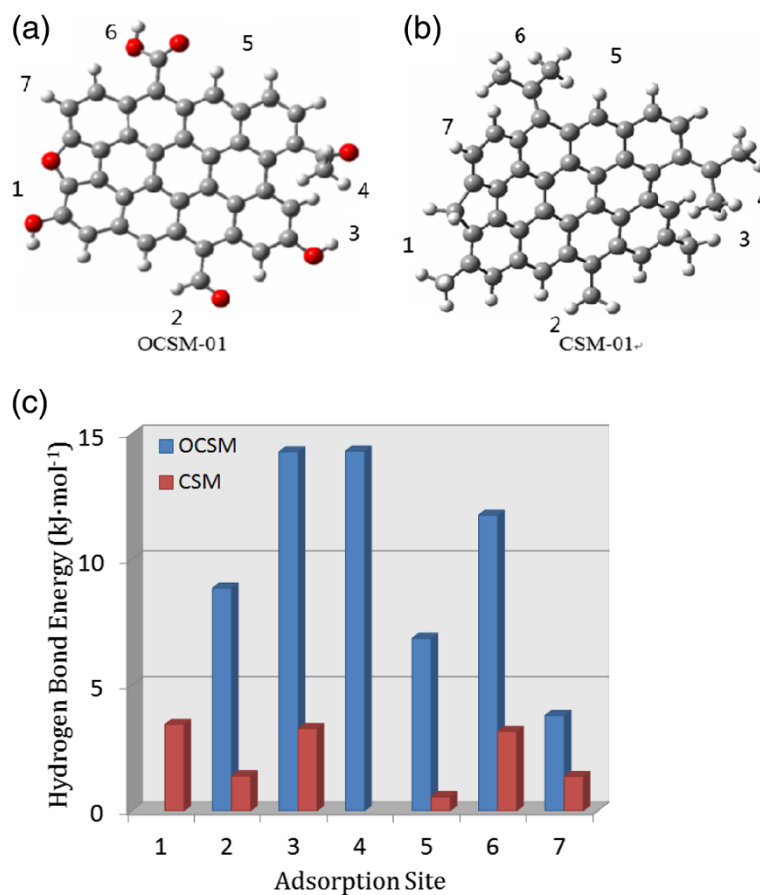 (a)
6
5
7
1
4
3
2
OCSM-01
(b)
6
5
7
4
1
3
2
CSM-01↵
(c)
15
10
5
0
Hydrogen Bond Energy (kJ·mol⁻¹)
OCSM
CSM
1 2 3 4 5 6 7
Adsorption Site